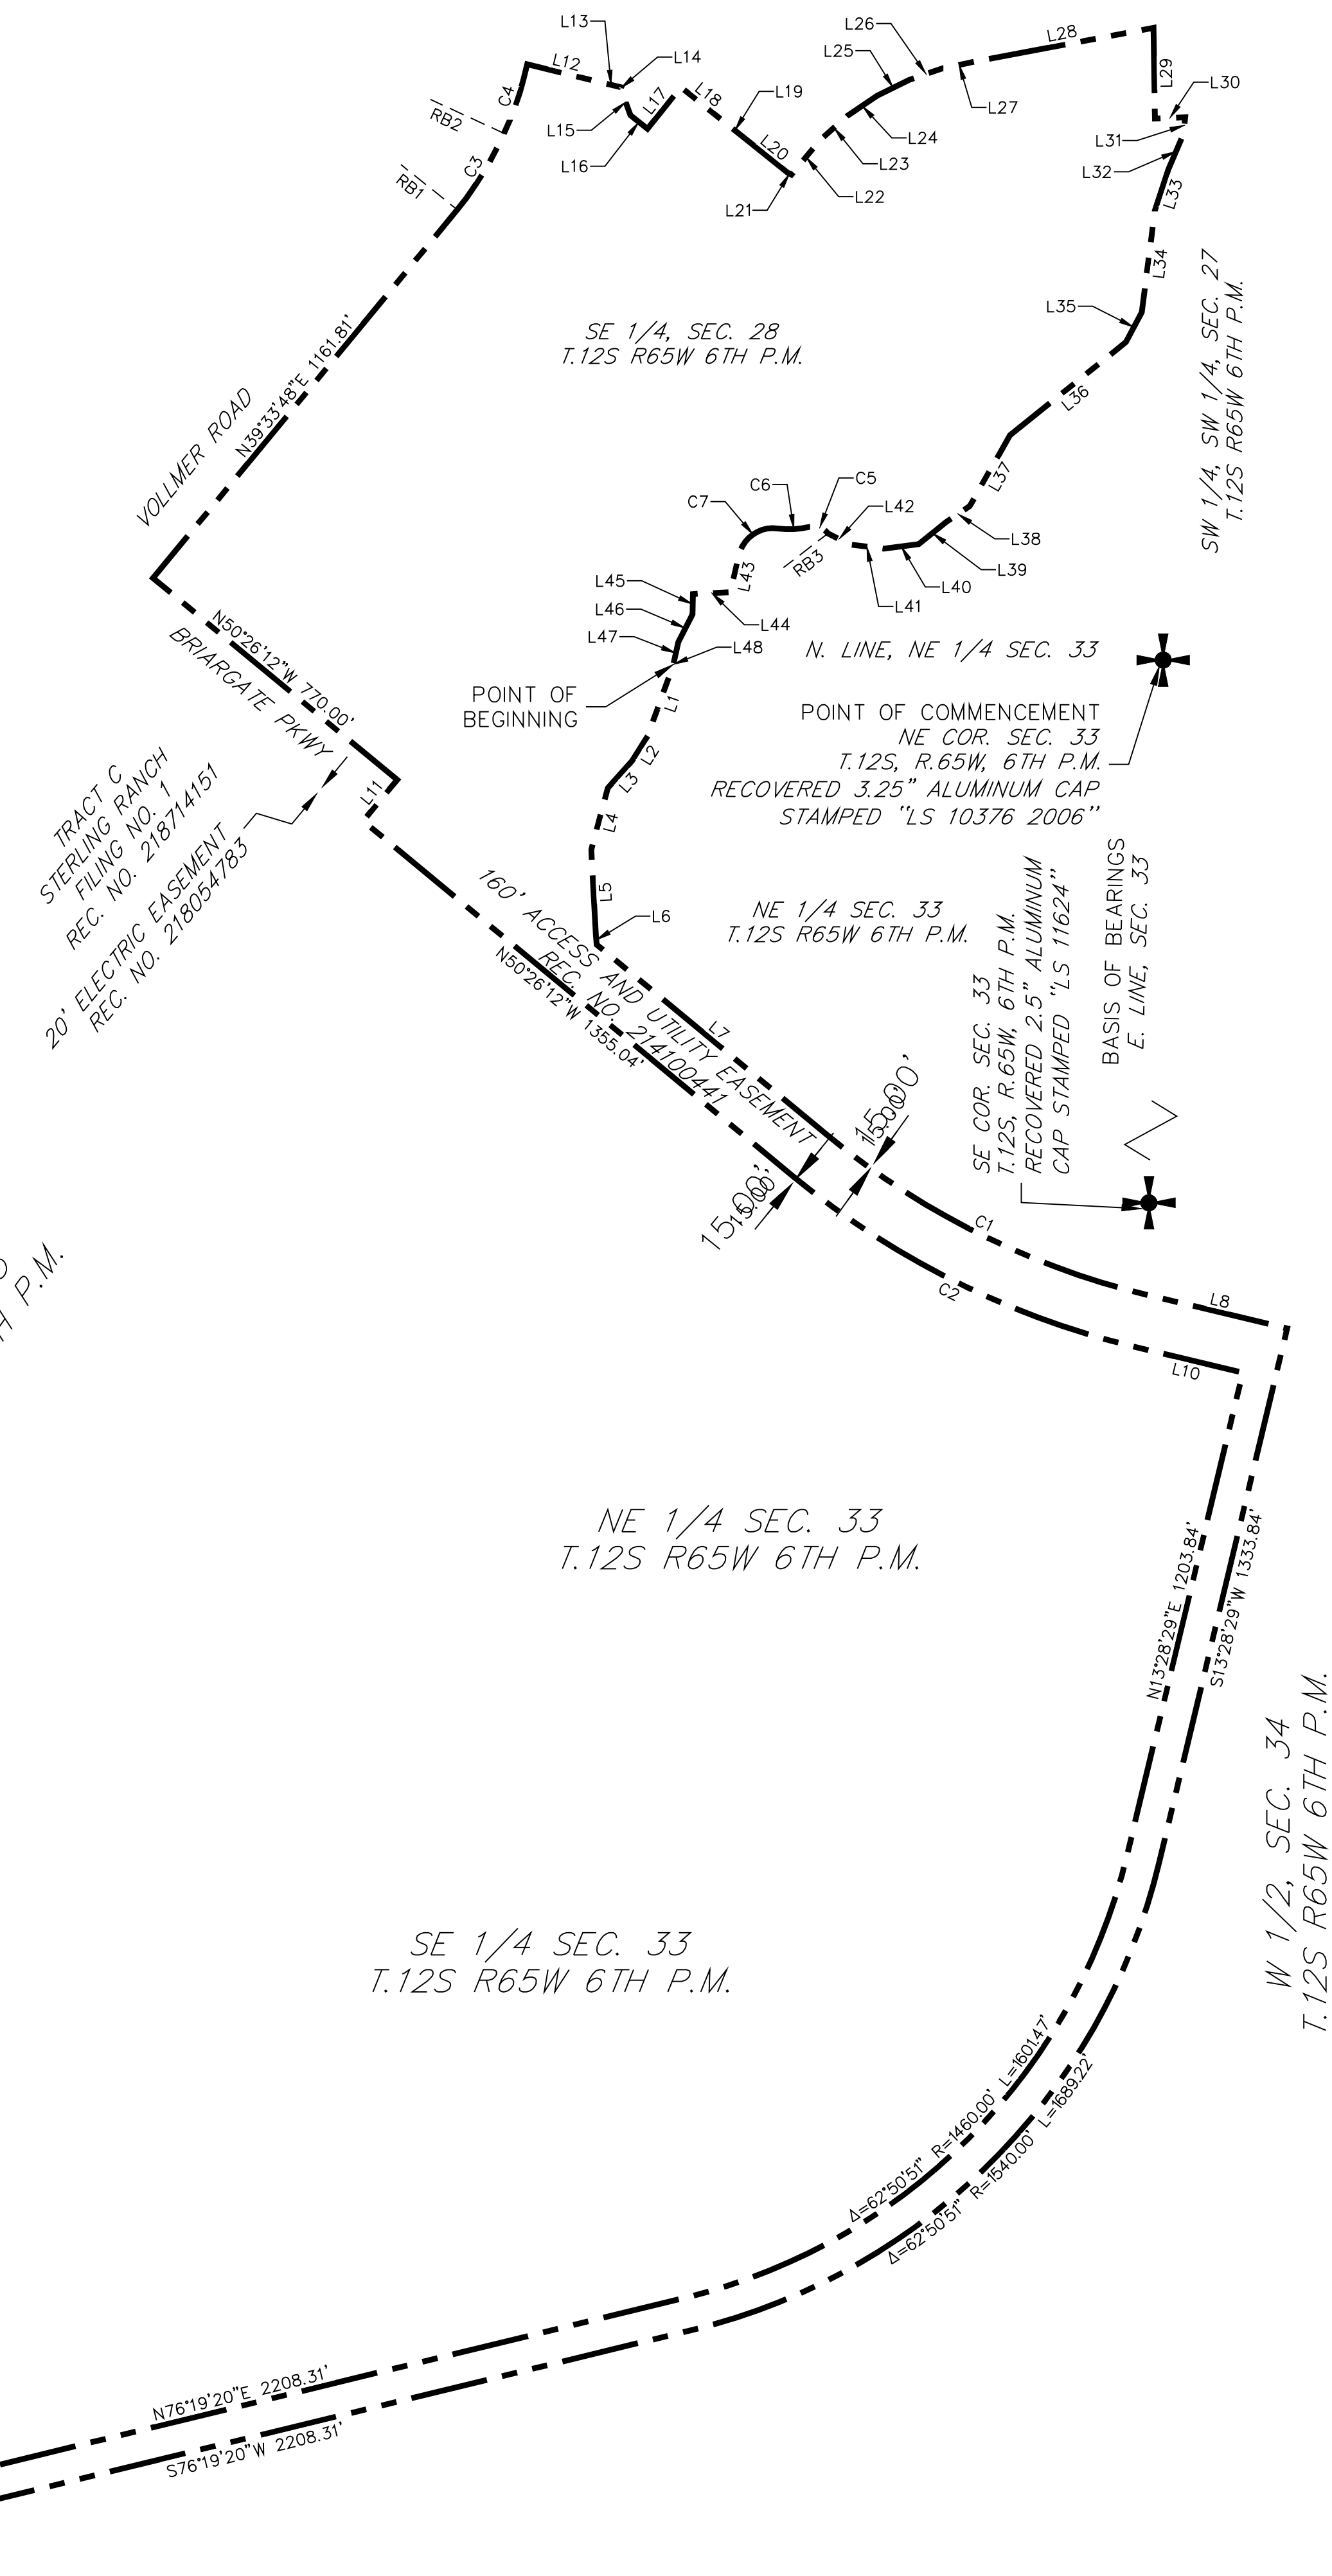 L13
L14
L12
C4
RB2
C3
RB1
L15
L16
L17
L18
L19
L20
L21
L22
L23
L24
L25
L26
L27
L28
L29
L30
L31
L32
L33
L34
L35
L36
L37
L38
L39
L40
L41
L42
C5
C6
C7
RB3
L43
L44
L45
L46
L47
L48
SE 1/4, SEC. 28
T.12S R65W 6TH P.M.
SW 1/4, SW 1/4, SEC. 27
T.12S R65W 6TH P.M.
N39°33'48"E 1161.81'
VOLLMER ROAD
N50°26'12"W 770.00'
BRIARGATE PKWY
POINT OF
BEGINNING
L1
L2
L3
L4
L5
L6
L7
L11
N. LINE, NE 1/4 SEC. 33
POINT OF COMMENCEMENT
NE COR. SEC. 33
T.12S, R.65W, 6TH P.M.
RECOVERED 3.25" ALUMINUM CAP
STAMPED "LS 10376 2006"
TRACT C
STERLING RANCH
FILING NO. 1
REC. NO. 218714151
20' ELECTRIC EASEMENT
REC. NO. 218054783
160' ACCESS AND UTILITY EASEMENT
REC. NO. 214100441
N50°26'12"W 1355.04'
NE 1/4 SEC. 33
T.12S R65W 6TH P.M.
SE COR. SEC. 33
T.12S, R.65W, 6TH P.M.
RECOVERED 2.5" ALUMINUM
CAP STAMPED "LS 11624"
BASIS OF BEARINGS
E. LINE, SEC. 33
15.00'
15.00'
15.00'
15.00'
C1
C2
L8
L10
H P.M.
NE 1/4 SEC. 33
T.12S R65W 6TH P.M.
N13°28'29"E 1203.84'
S13°28'29"W 1333.84'
W 1/2, SEC. 34
T.12S R65W 6TH P.M.
SE 1/4 SEC. 33
T.12S R65W 6TH P.M.
Δ=62°50'51" R=1460.00' L=1601.47'
Δ=62°50'51" R=1540.00' L=1689.22'
N76°19'20"E 2208.31'
S76°19'20"W 2208.31'